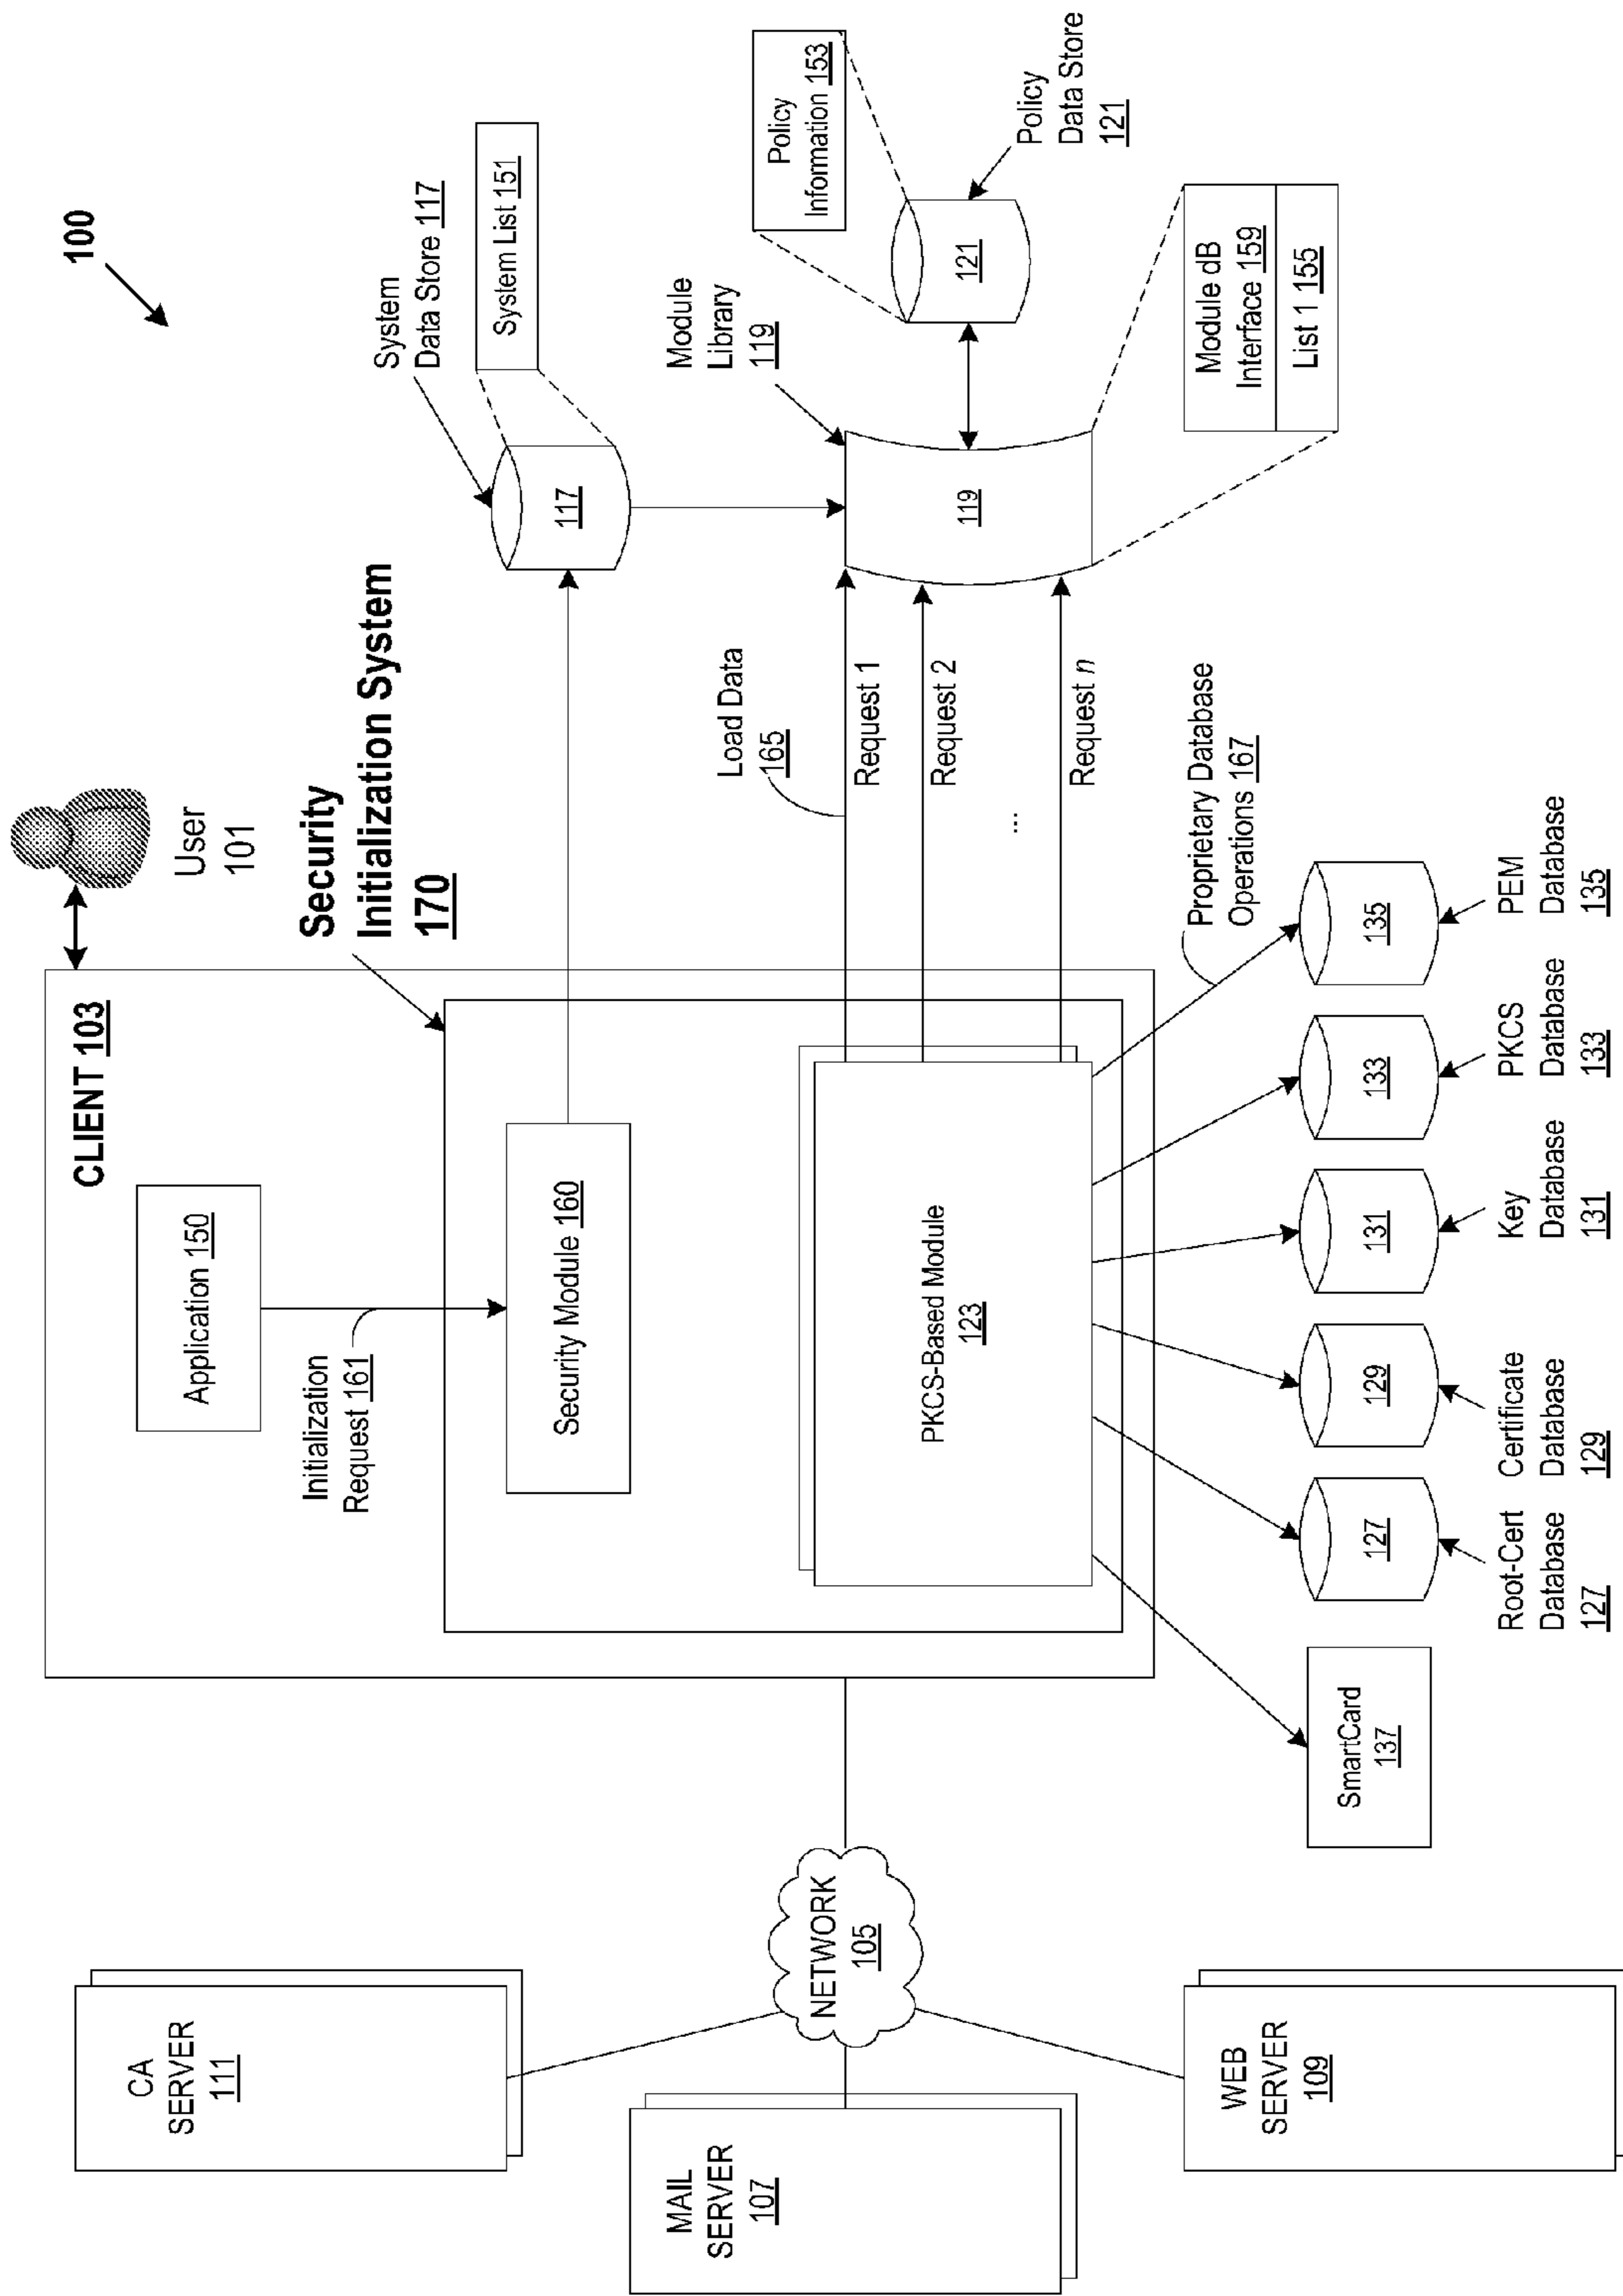 100
User
101
CLIENT 103
Application 150
Initialization
Request 161
Security
Initialization System
170
Security Module 160
PKCS-Based Module
123
System
Data Store 117
117
System List 151
Module
Library
119
119
Policy
Information 153
121
Policy
Data Store
121
Module dB
Interface 159
List 1 155
Load Data
165
Request 1
Request 2
...
Request n
Proprietary Database
Operations 167
CA
SERVER
111
MAIL
SERVER
107
WEB
SERVER
109
NETWORK
105
SmartCard
137
127
Root-Cert
Database
127
129
Certificate
Database
129
131
Key
Database
131
133
PKCS
Database
133
135
PEM
Database
135